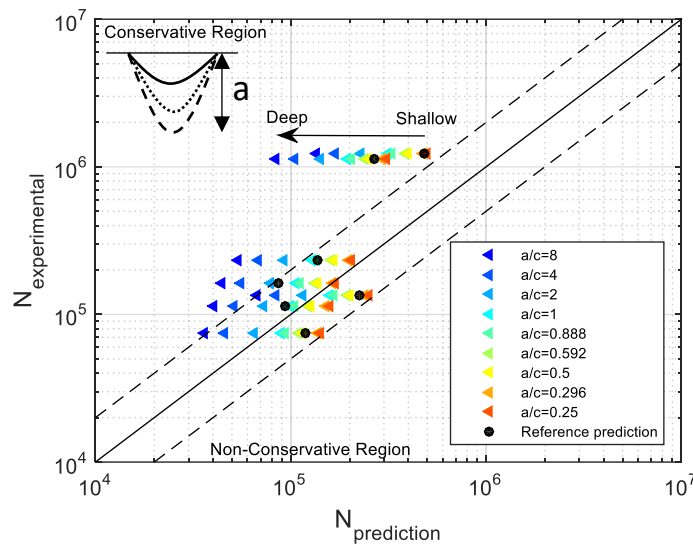 10^7
Conservative Region
a
Deep
Shallow
10^6
N_experimental
10^5
a/c=8
a/c=4
a/c=2
a/c=1
a/c=0.888
a/c=0.592
a/c=0.5
a/c=0.296
a/c=0.25
Reference prediction
Non-Conservative Region
10^4
10^4 10^5 10^6 10^7
N_prediction